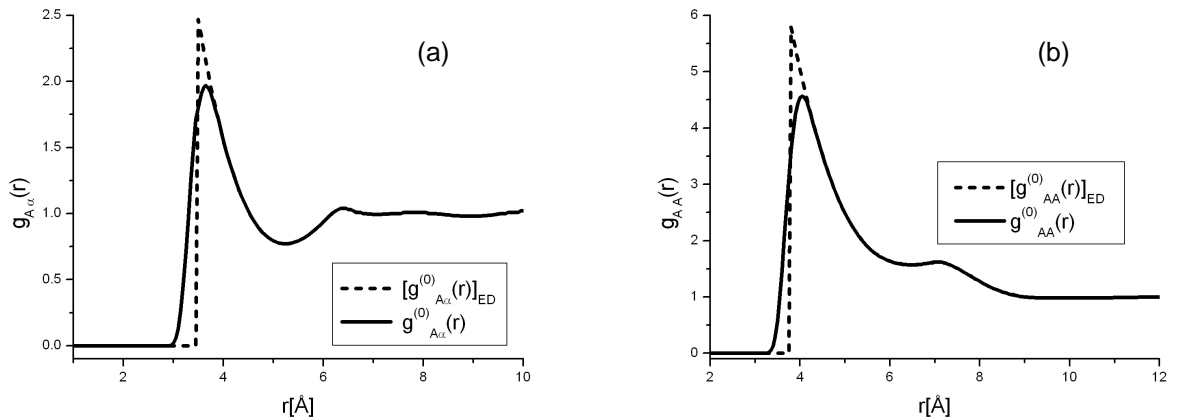 (a)
2.5
2.0
1.5
1.0
0.5
0.0
g_Aα(r)
2 4 6 8 10
r[Å]
[g^(0)_Aα(r)]_ED
g^(0)_Aα(r)
(b)
6
5
4
3
2
1
0
g_AA(r)
2 4 6 8 10 12
r[Å]
[g^(0)_AA(r)]_ED
g^(0)_AA(r)